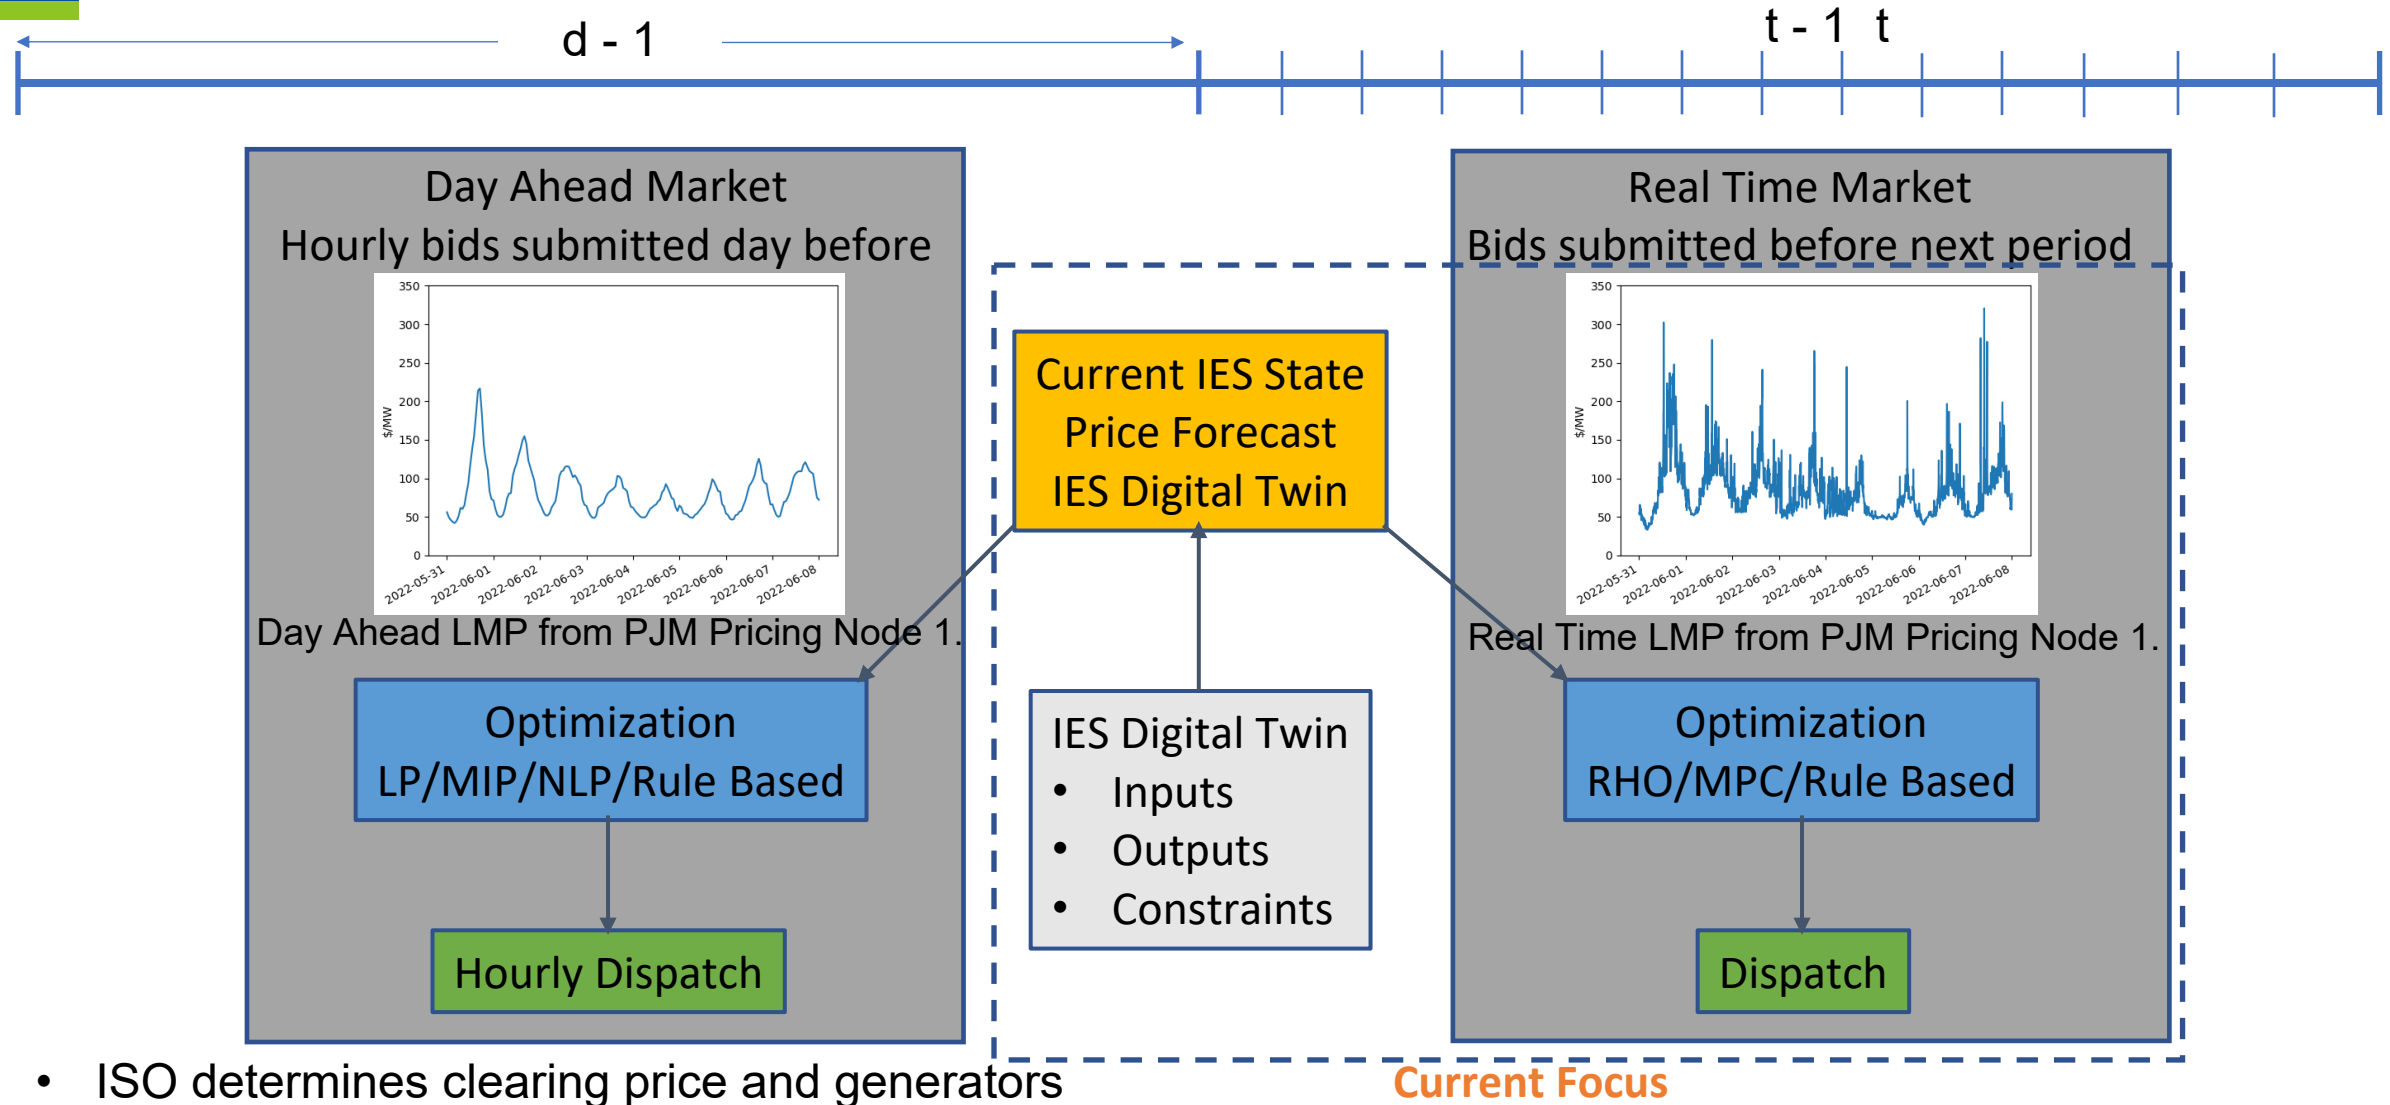 d - 1
t - 1 t
Day Ahead Market
Hourly bids submitted day before
350
300
250
200
150
100
50
0
$/MW
2022-05-31
2022-06-01
2022-06-02
2022-06-03
2022-06-04
2022-06-05
2022-06-06
2022-06-07
2022-06-08
Day Ahead LMP from PJM Pricing Node 1.
Optimization
LP/MIP/NLP/Rule Based
Hourly Dispatch
Current IES State
Price Forecast
IES Digital Twin
IES Digital Twin
• Inputs
• Outputs
• Constraints
Real Time Market
Bids submitted before next period
350
300
250
200
150
100
50
0
$/MW
2022-05-31
2022-06-01
2022-06-02
2022-06-03
2022-06-04
2022-06-05
2022-06-06
2022-06-07
2022-06-08
Real Time LMP from PJM Pricing Node 1.
Optimization
RHO/MPC/Rule Based
Dispatch
• ISO determines clearing price and generators
Current Focus